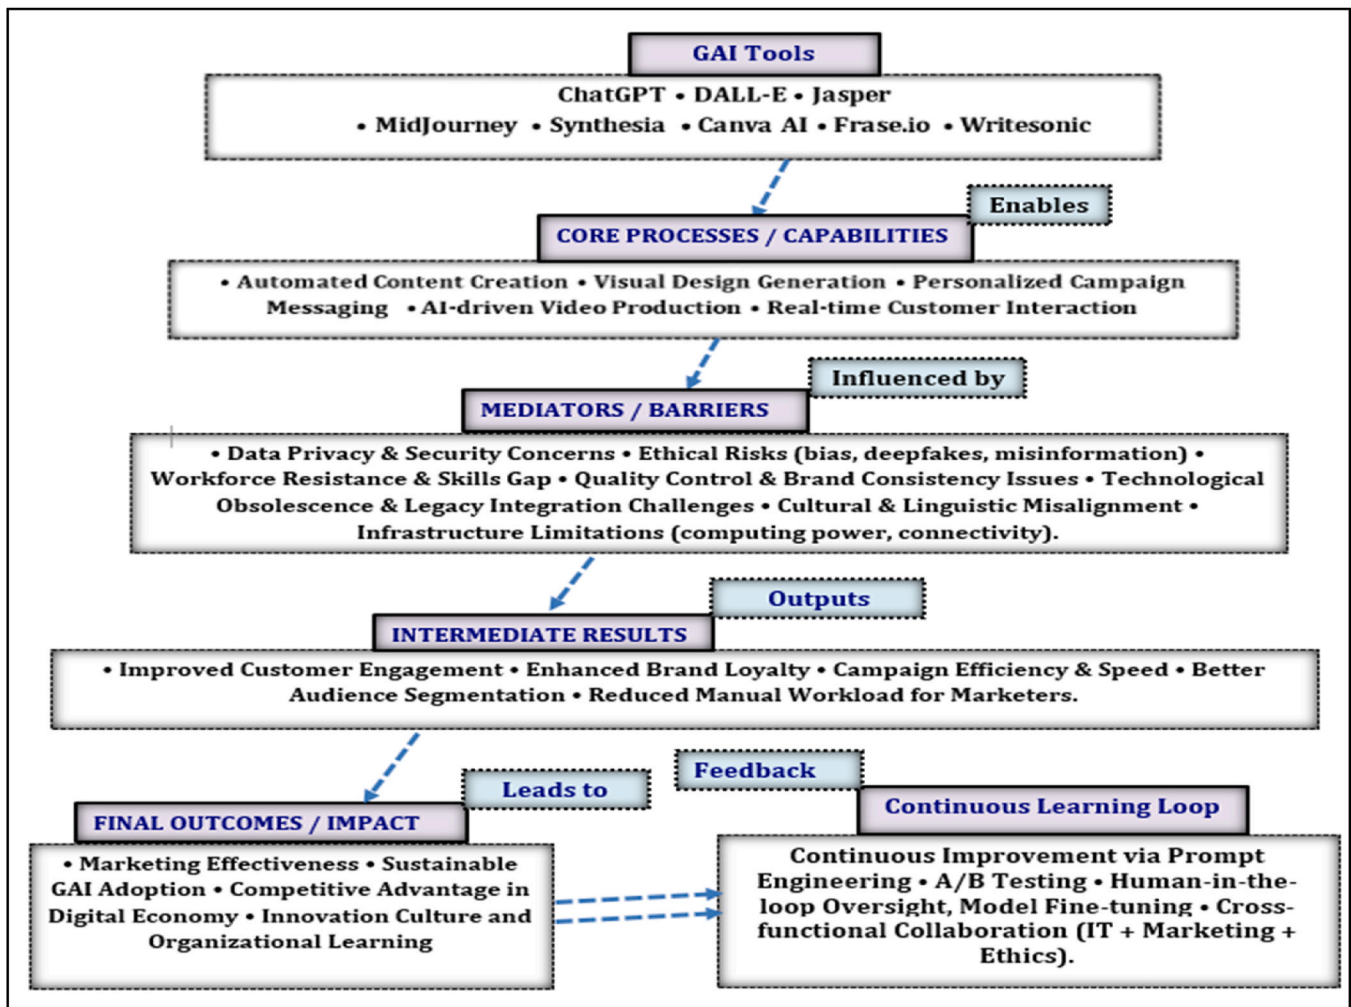 GAI Tools
ChatGPT • DALL-E • Jasper
• MidJourney • Synthesia • Canva AI • Frase.io • Writesonic
Enables
CORE PROCESSES / CAPABILITIES
• Automated Content Creation • Visual Design Generation • Personalized Campaign
Messaging • AI-driven Video Production • Real-time Customer Interaction
Influenced by
MEDIATORS / BARRIERS
• Data Privacy & Security Concerns • Ethical Risks (bias, deepfakes, misinformation) •
Workforce Resistance & Skills Gap • Quality Control & Brand Consistency Issues • Technological
Obsolescence & Legacy Integration Challenges • Cultural & Linguistic Misalignment •
Infrastructure Limitations (computing power, connectivity).
Outputs
INTERMEDIATE RESULTS
• Improved Customer Engagement • Enhanced Brand Loyalty • Campaign Efficiency & Speed • Better
Audience Segmentation • Reduced Manual Workload for Marketers.
Leads to
FINAL OUTCOMES / IMPACT
• Marketing Effectiveness • Sustainable
GAI Adoption • Competitive Advantage in
Digital Economy • Innovation Culture and
Organizational Learning
Feedback
Continuous Learning Loop
Continuous Improvement via Prompt
Engineering • A/B Testing • Human-in-the-
loop Oversight, Model Fine-tuning • Cross-
functional Collaboration (IT + Marketing +
Ethics).